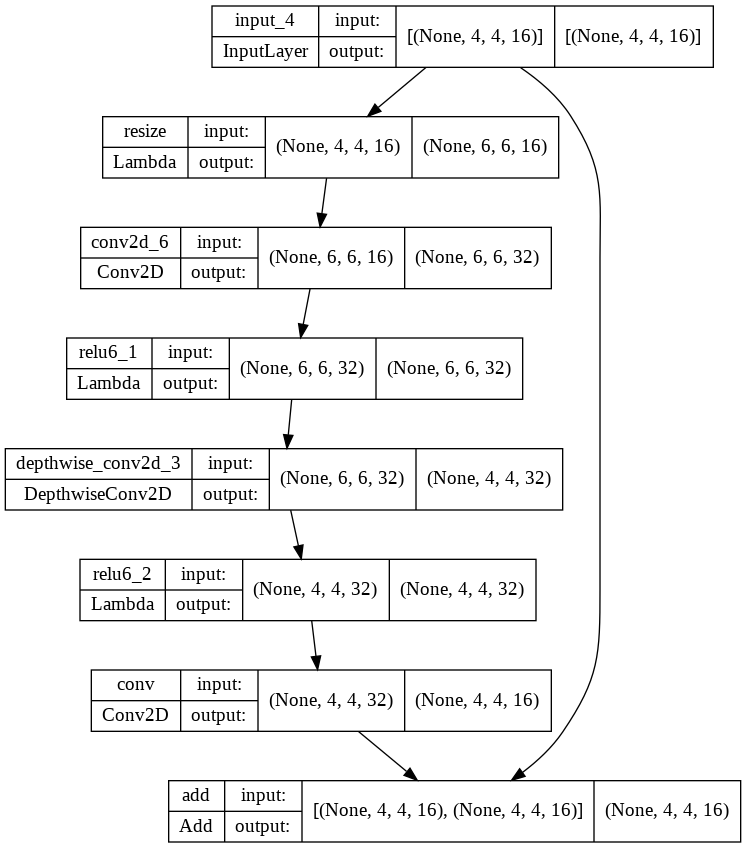 input_4 input: [(None, 4, 4, 16)] [(None, 4, 4, 16)]
InputLayer output:
resize input: (None, 4, 4, 16) (None, 6, 6, 16)
Lambda output:
conv2d_6 input: (None, 6, 6, 16) (None, 6, 6, 32)
Conv2D output:
relu6_1 input: (None, 6, 6, 32) (None, 6, 6, 32)
Lambda output:
depthwise_conv2d_3 input: (None, 6, 6, 32) (None, 4, 4, 32)
DepthwiseConv2D output:
relu6_2 input: (None, 4, 4, 32) (None, 4, 4, 32)
Lambda output:
conv input: (None, 4, 4, 32) (None, 4, 4, 16)
Conv2D output:
add input: [(None, 4, 4, 16), (None, 4, 4, 16)] (None, 4, 4, 16)
Add output: